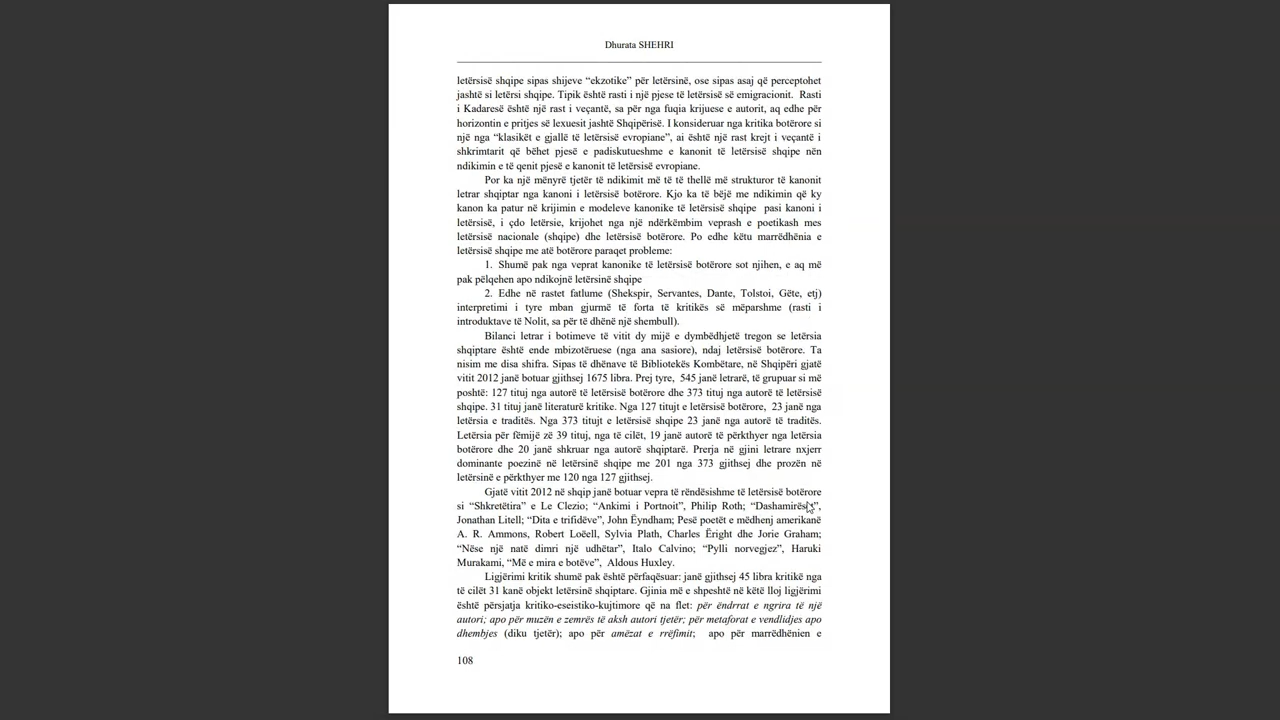 Dhurata SHEHRI
letërsisë shqipe sipas shijeve “ekzotike” për letërsinë, ose sipas asaj që perceptohet
jashtë si letërsi shqipe. Tipik është rasti i një pjese të letërsisë së emigracionit. Rasti
i Kadaresë është një rast i veçantë, sa për nga fuqia krijuese e autorit, aq edhe për
horizontin e pritjes së lexuesit jashtë Shqipërisë. I konsideruar nga kritika botërore si
një nga “klasikët e gjallë të letërsisë evropiane”, ai është një rast krejt i veçantë i
shkrimtarit që bëhet pjesë e padiskutueshme e kanonit të letërsisë shqipe nën
ndikimin e të qenit pjesë e kanonit të letërsisë evropiane.
Por ka një mënyrë tjetër të ndikimit më të të thellë më strukturor të kanonit
letrar shqiptar nga kanoni i letërsisë botërore. Kjo ka të bëjë me ndikimin që ky
kanon ka patur në krijimin e modeleve kanonike të letërsisë shqipe pasi kanoni i
letërsisë, i çdo letërsie, krijohet nga një ndërkëmbim veprash e poetikash mes
letërsisë nacionale (shqipe) dhe letërsisë botërore. Po edhe këtu marrëdhënia e
letërsisë shqipe me atë botërore paraqet probleme:
1. Shumë pak nga veprat kanonike të letërsisë botërore sot njihen, e aq më
pak pëlqehen apo ndikojnë letërsinë shqipe
2. Edhe në rastet fatlume (Shekspir, Servantes, Dante, Tolstoi, Gëte, etj)
interpretimi i tyre mban gjurmë të forta të kritikës së mëparshme (rasti i
introduktave të Nolit, sa për të dhënë një shembull).
Bilanci letrar i botimeve të vitit dy mijë e dymbëdhjetë tregon se letërsia
shqiptare është ende mbizotëruese (nga ana sasiore), ndaj letërsisë botërore. Ta
nisim me disa shifra. Sipas të dhënave të Bibliotekës Kombëtare, në Shqipëri gjatë
vitit 2012 janë botuar gjithsej 1675 libra. Prej tyre, 545 janë letrarë, të grupuar si më
poshtë: 127 tituj nga autorë të letërsisë botërore dhe 373 tituj nga autorë të letërsisë
shqipe. 31 tituj janë literaturë kritike. Nga 127 titujt e letërsisë botërore, 23 janë nga
letërsia e traditës. Nga 373 titujt e letërsisë shqipe 23 janë nga autorë të traditës.
Letërsia për fëmijë zë 39 tituj, nga të cilët, 19 janë autorë të përkthyer nga letërsia
botërore dhe 20 janë shkruar nga autorë shqiptarë. Prerja në gjini letrare nxjerr
dominante poezinë në letërsinë shqipe me 201 nga 373 gjithsej dhe prozën në
letërsinë e përkthyer me 120 nga 127 gjithsej.
Gjatë vitit 2012 në shqip janë botuar vepra të rëndësishme të letërsisë botërore
si “Shkretëtira” e Le Clezio; “Ankimi i Portnoit”, Philip Roth; “Dashamirësit”,
Jonathan Litell; “Dita e trifidëve”, John Ëyndham; Pesë poetët e mëdhenj amerikanë
A. R. Ammons, Robert Loëell, Sylvia Plath, Charles Ëright dhe Jorie Graham;
“Nëse një natë dimri një udhëtar”, Italo Calvino; “Pylli norvegjez”, Haruki
Murakami, “Më e mira e botëve”, Aldous Huxley.
Ligjërimi kritik shumë pak është përfaqësuar: janë gjithsej 45 libra kritikë nga
të cilët 31 kanë objekt letërsinë shqiptare. Gjinia më e shpeshtë në këtë lloj ligjërimi
është përsjatja kritiko-eseistiko-kujtimore që na flet: për ëndrrat e ngrira të një
autori; apo për muzën e zemrës të aksh autori tjetër; për metaforat e vendlidjes apo
dhembjes (diku tjetër); apo për amëzat e rrëfimit; apo për marrëdhënien e
108